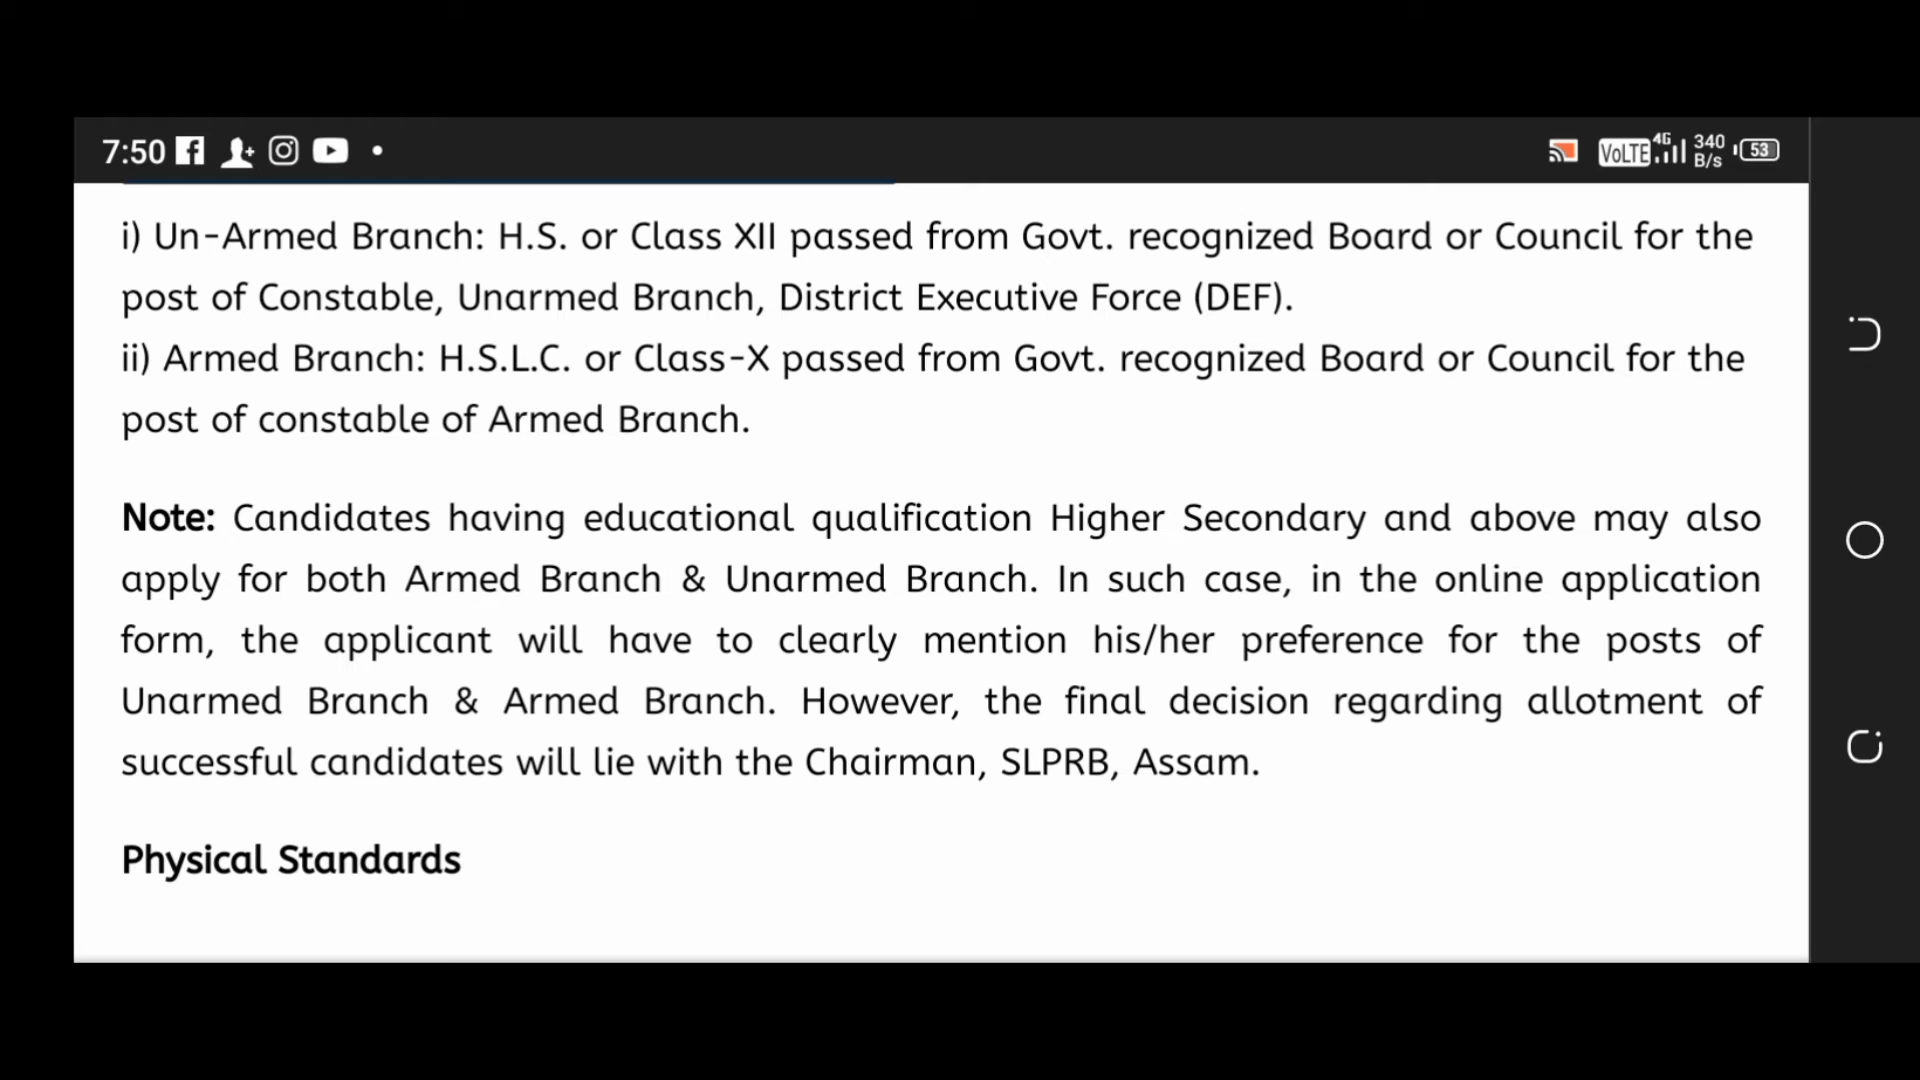 7:50
VoLTE 4G 340 B/s 53
i) Un-Armed Branch: H.S. or Class XII passed from Govt. recognized Board or Council for the
post of Constable, Unarmed Branch, District Executive Force (DEF).
ii) Armed Branch: H.S.L.C. or Class-X passed from Govt. recognized Board or Council for the
post of constable of Armed Branch.
Note: Candidates having educational qualification Higher Secondary and above may also
apply for both Armed Branch & Unarmed Branch. In such case, in the online application
form, the applicant will have to clearly mention his/her preference for the posts of
Unarmed Branch & Armed Branch. However, the final decision regarding allotment of
successful candidates will lie with the Chairman, SLPRB, Assam.
Physical Standards